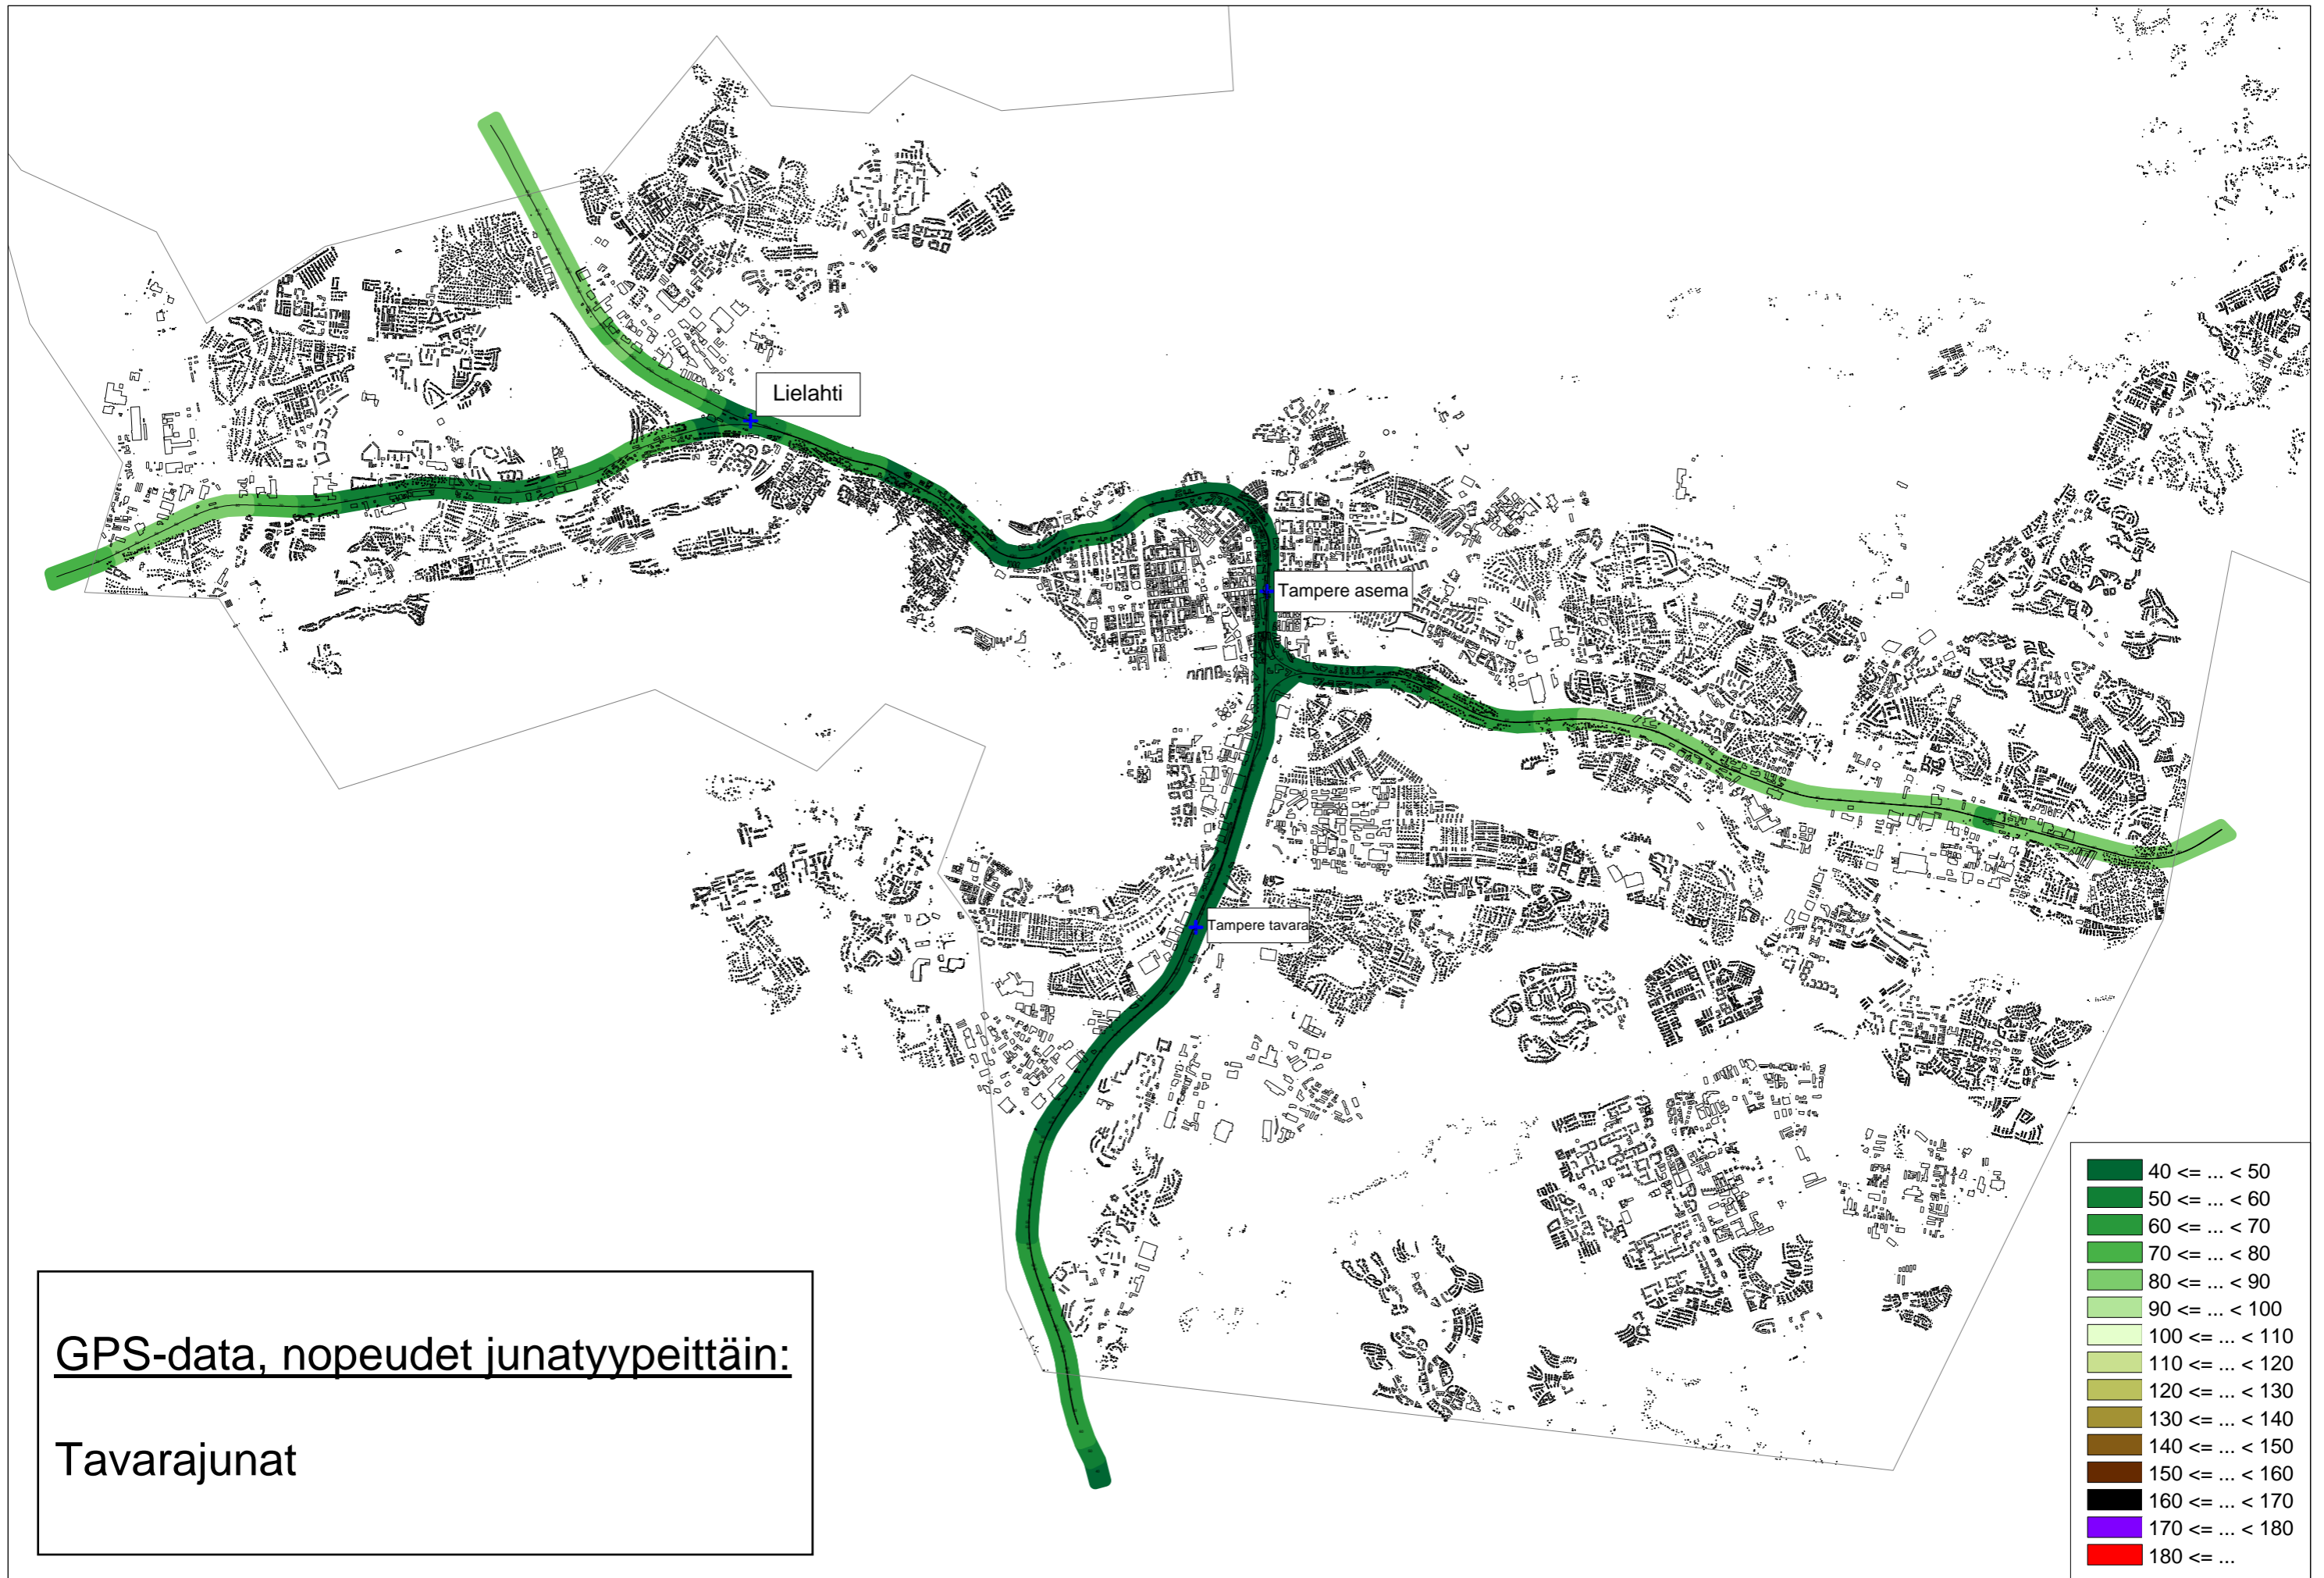 Lielahti
Tampere asema
Tampere tavara
GPS-data, nopeudet junatyypeittäin:
Tavarajunat
40 <= ... < 50
50 <= ... < 60
60 <= ... < 70
70 <= ... < 80
80 <= ... < 90
90 <= ... < 100
100 <= ... < 110
110 <= ... < 120
120 <= ... < 130
130 <= ... < 140
140 <= ... < 150
150 <= ... < 160
160 <= ... < 170
170 <= ... < 180
180 <= ...